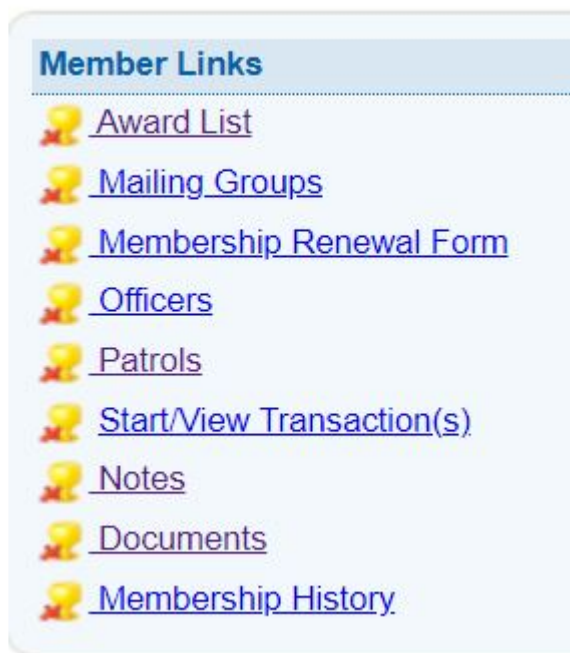 Member Links
Award List
Mailing Groups
Membership Renewal Form
Officers
Patrols
Start/View Transaction(s)
Notes
Documents
Membership History